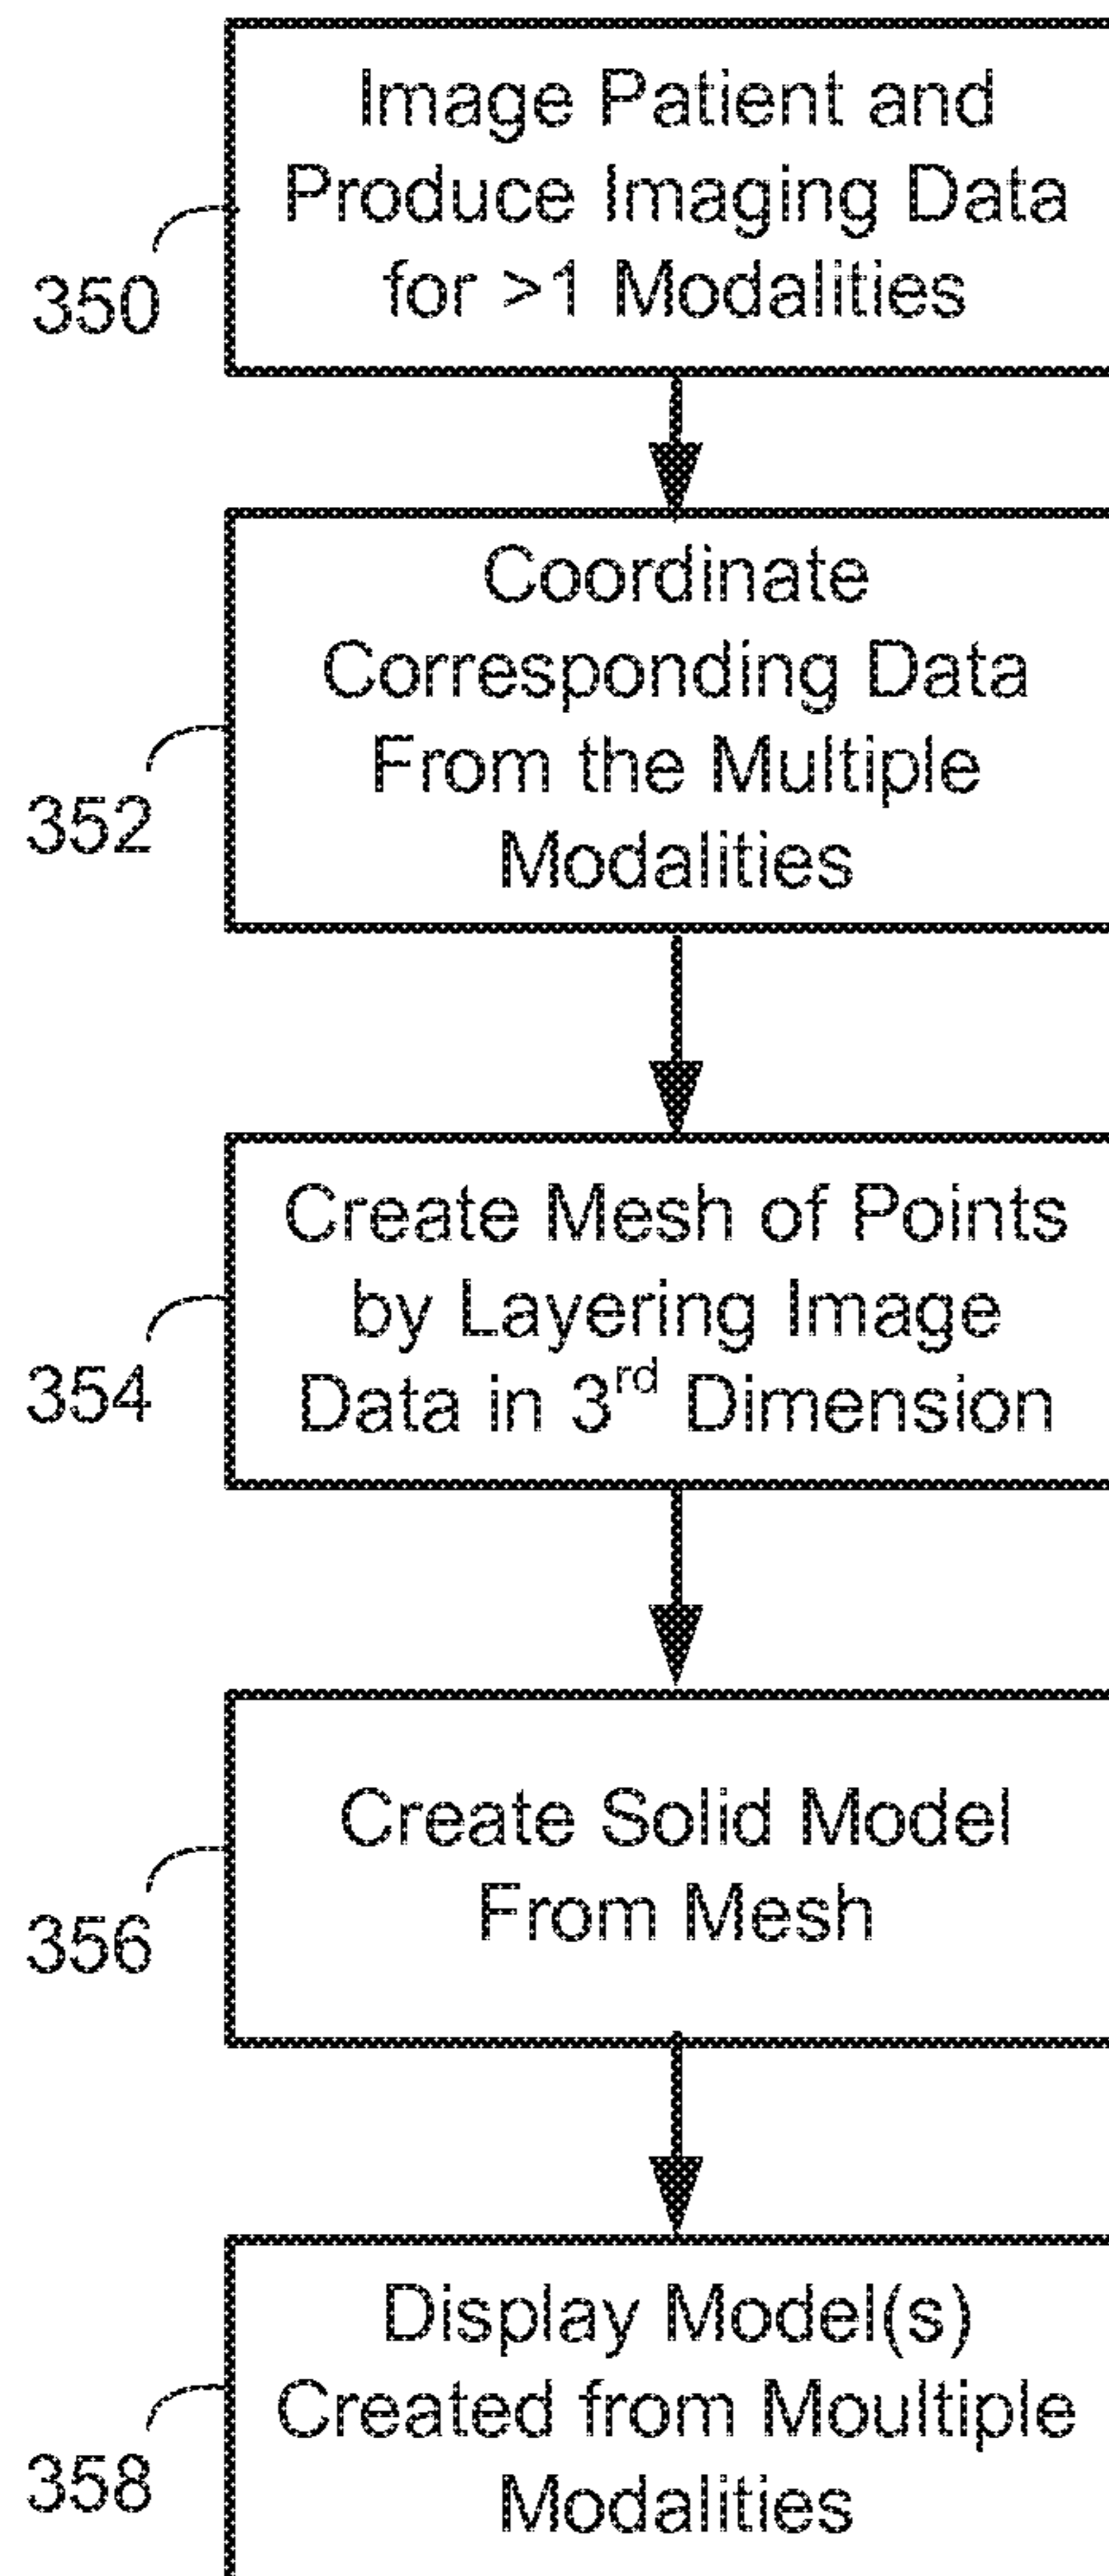 Image Patient and
Produce Imaging Data
for >1 Modalities
350
Coordinate
Corresponding Data
From the Multiple
Modalities
352
Create Mesh of Points
by Layering Image
Data in 3rd Dimension
354
Create Solid Model
From Mesh
356
Display Model(s)
Created from Moultiple
Modalities
358